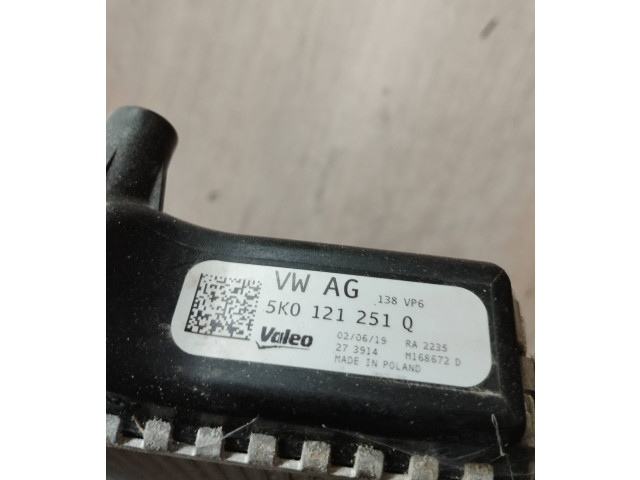 VW AG .138 VP6
5K0 121 251 Q
Valeo 02/06/19 RA 2235
27 3914 M168672 D
MADE IN POLAND